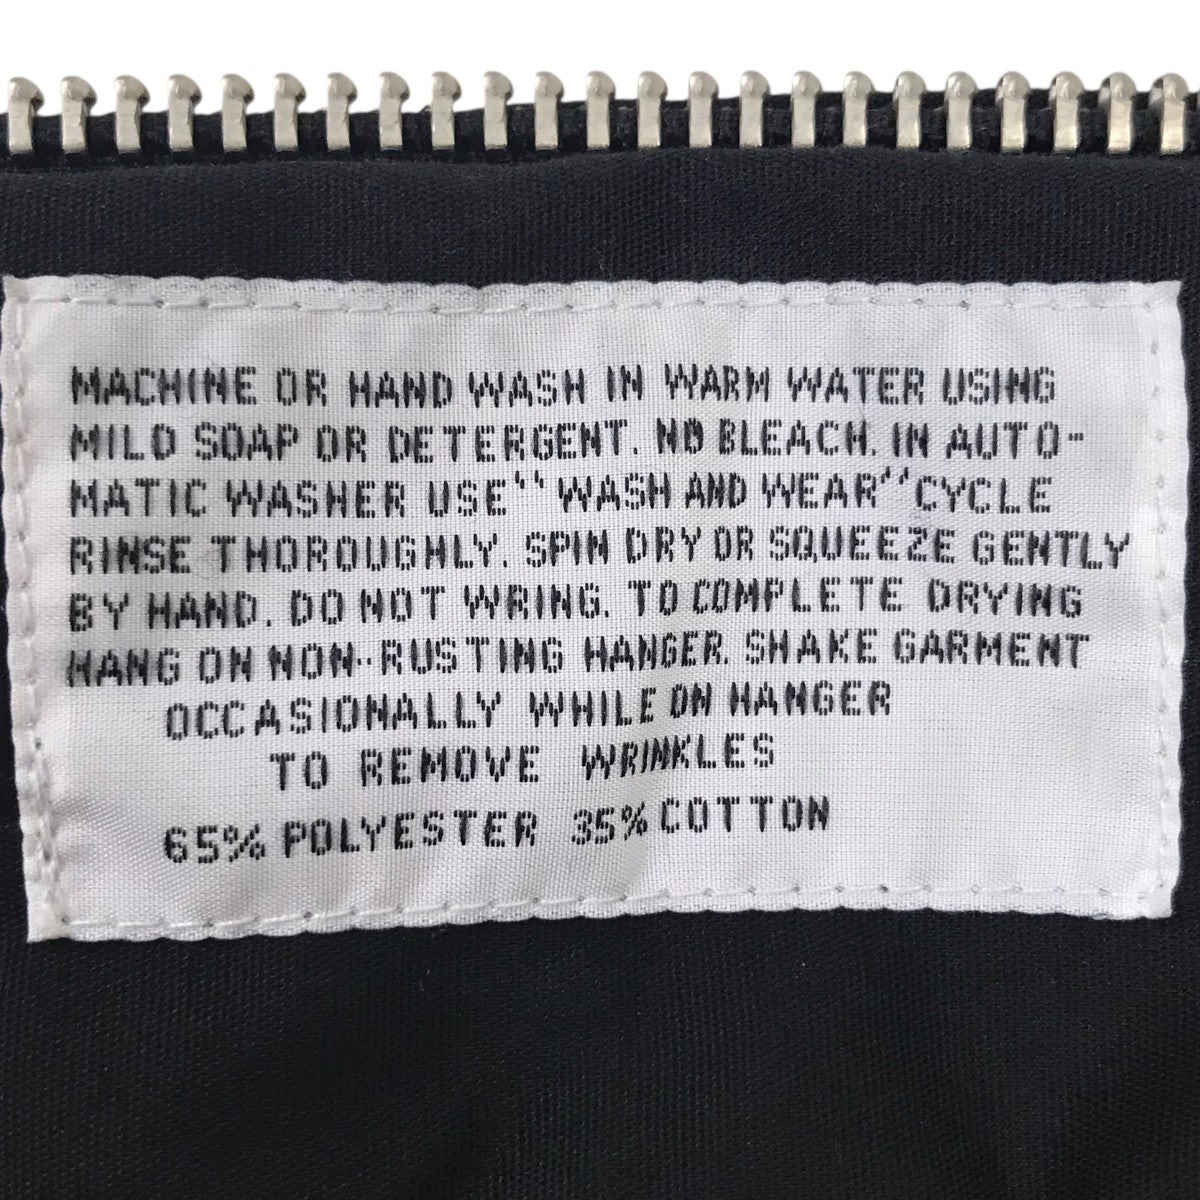 MACHINE OR HAND WASH IN WARM WATER USING
MILD SOAP OR DETERGENT. NO BLEACH. IN AUTO-
MATIC WASHER USE "WASH AND WEAR" CYCLE
RINSE THOROUGHLY. SPIN DRY OR SQUEEZE GENTLY
BY HAND. DO NOT WRING. TO COMPLETE DRYING
HANG ON NON-RUSTING HANGER. SHAKE GARMENT
OCCASIONALLY WHILE ON HANGER
TO REMOVE WRINKLES
65% POLYESTER 35% COTTON